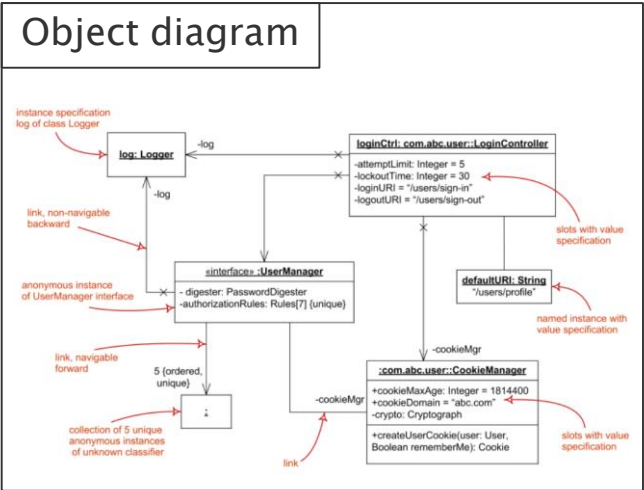 Object diagram
instance specification
log of class Logger
log: Logger
-log
loginCtrl: com.abc.user::LoginController
-attemptLimit: Integer = 5
-lockoutTime: Integer = 30
-loginURI = "/users/sign-in"
-logoutURI = "/users/sign-out"
-log
link, non-navigable
backward
slots with value
specification
anonymous instance
of UserManager interface
«interface» :UserManager
- digester: PasswordDigester
-authorizationRules: Rules[7] {unique}
defaultURI: String
"/users/profile"
named instance with
value specification
link, navigable
forward
5 {ordered,
unique}
-cookieMgr
:com.abc.user::CookieManager
+cookieMaxAge: Integer = 1814400
+cookieDomain = "abc.com"
-crypto: Cryptograph
+createUserCookie(user: User,
Boolean rememberMe): Cookie
-cookieMgr
:
collection of 5 unique
anonymous instances
of unknown classifier
link
slots with value
specification